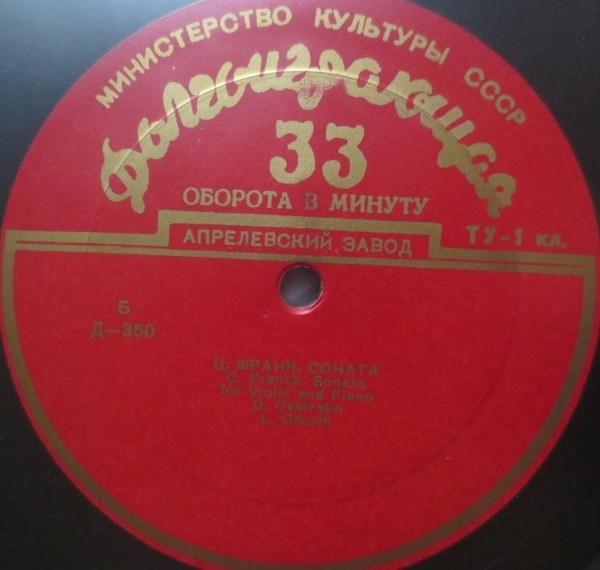 МИНИСТЕРСТВО КУЛЬТУРЫ СССР
Долгоиграющая
33
ОБОРОТА В МИНУТУ
АПРЕЛЕВСКИЙ ЗАВОД
ТУ-1 кл.
Б
Д—350
Ц. ФРАНК. СОНАТА
C. Franck. Sonata
for Violin and Piano
D. Oystrakh
L. Oborin